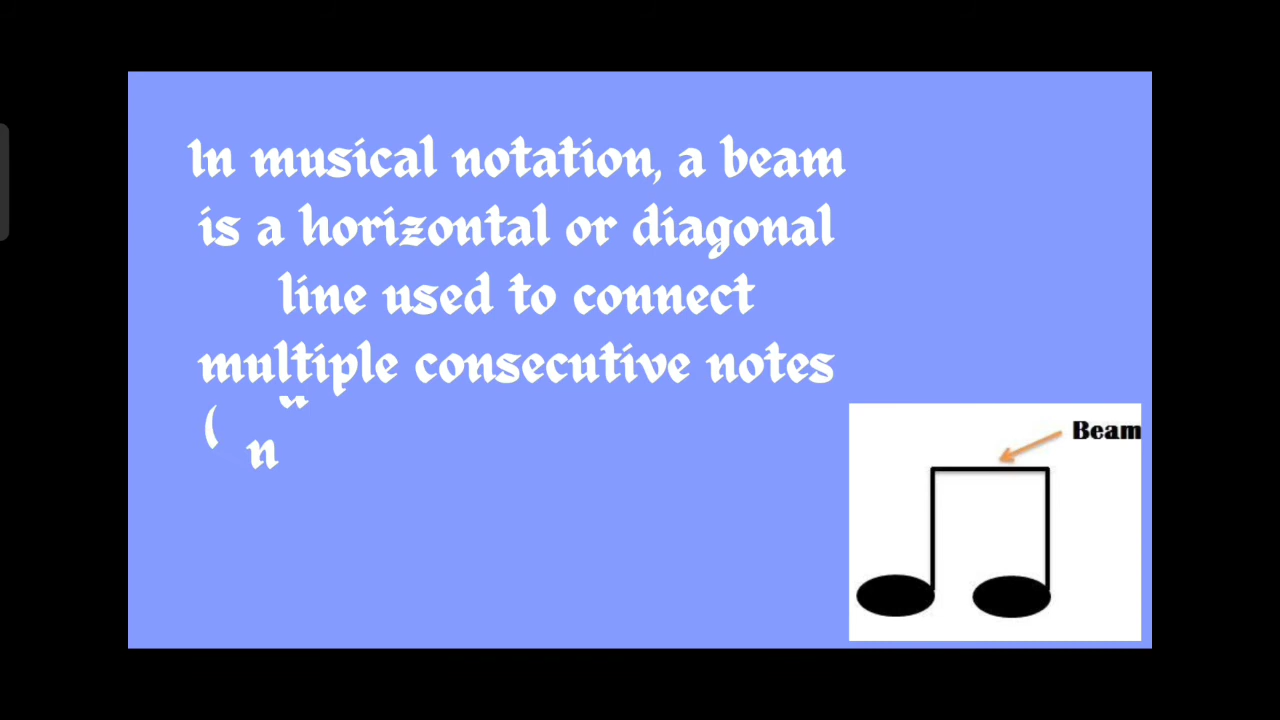 In musical notation, a beam
is a horizontal or diagonal
line used to connect
multiple consecutive notes
( n
Beam